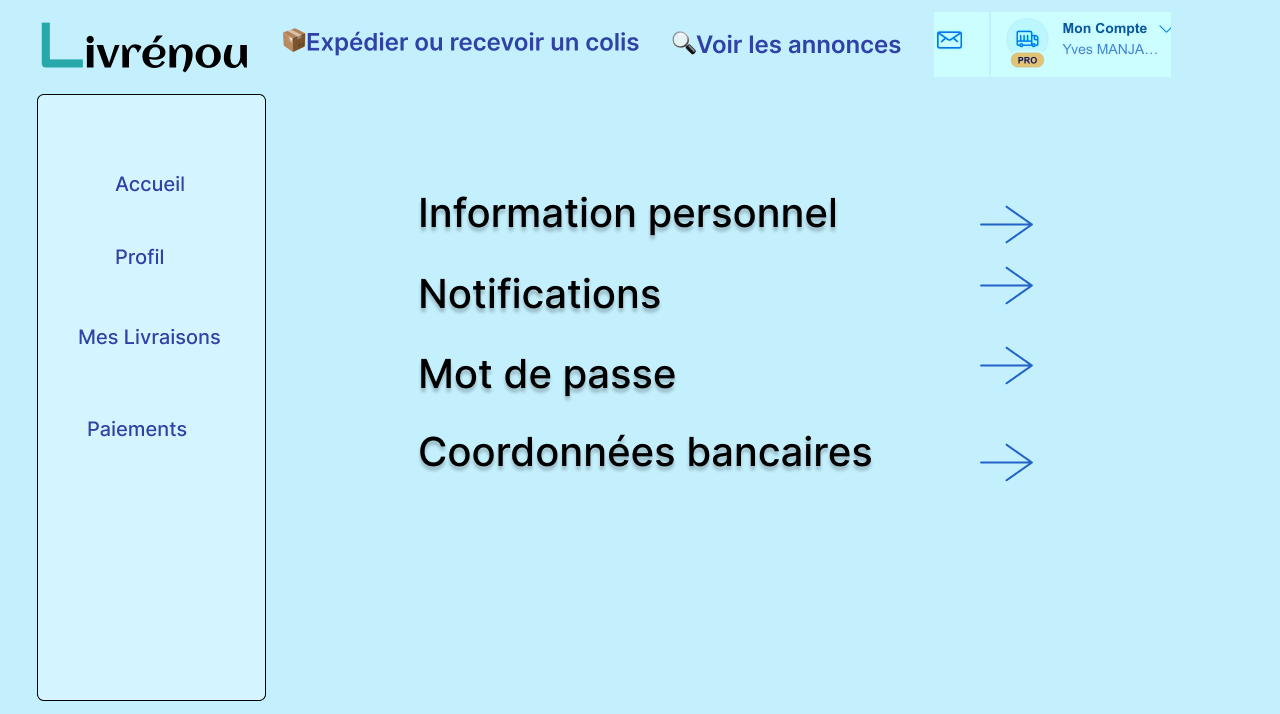 Livrénou
📦Expédier ou recevoir un colis
🔍Voir les annonces
Mon Compte
Yves MANJA...
PRO
Accueil
Profil
Mes Livraisons
Paiements
Information personnel
Notifications
Mot de passe
Coordonnées bancaires